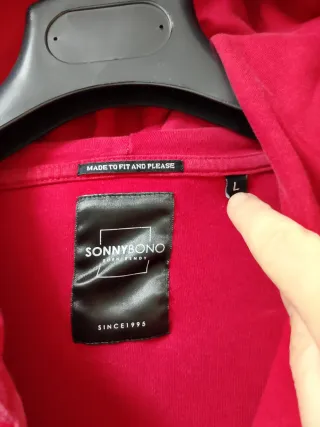 MADE TO FIT AND PLEASE
L
SONNYBONO
SINCE1995